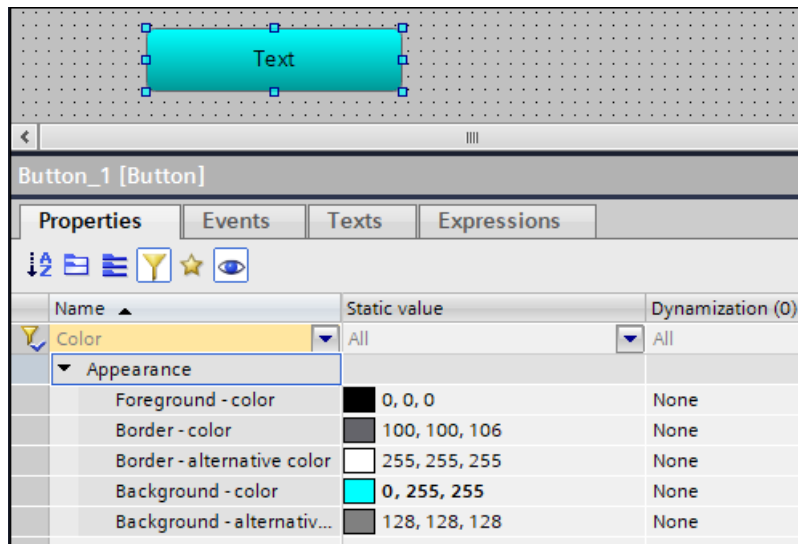 Text
Button_1 [Button]
Properties Events Texts Expressions
Name Static value Dynamization (0)
Color All All
Appearance
Foreground - color 0, 0, 0 None
Border - color 100, 100, 106 None
Border - alternative color 255, 255, 255 None
Background - color 0, 255, 255 None
Background - alternativ... 128, 128, 128 None